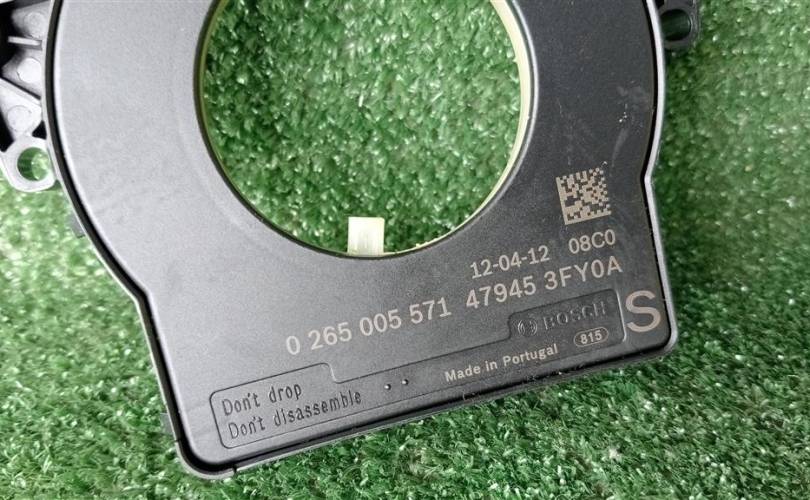 12-04-12 08C0
0 265 005 571 47945 3FY0A
BOSCH S
Made in Portugal 815
Don't drop
Don't disassemble